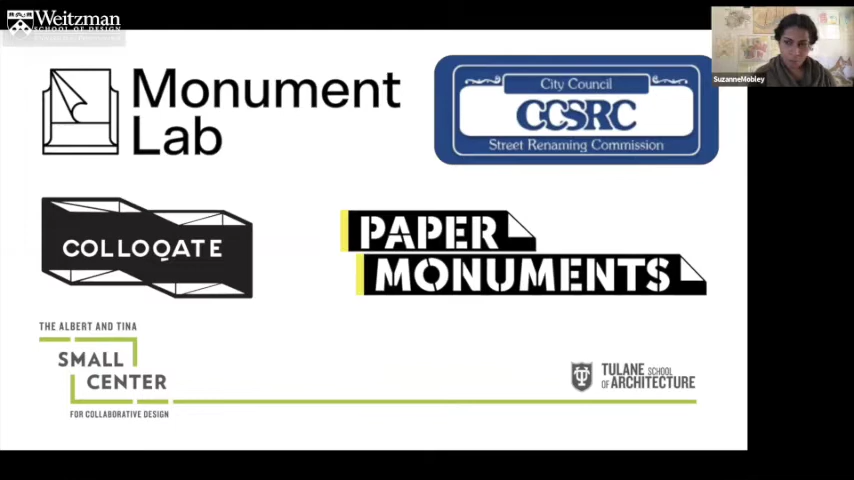 Weitzman
SCHOOL OF DESIGN
SuzanneMobley
Monument
Lab
City Council
CCSRC
Street Renaming Commission
COLLOQATE
PAPER
MONUMENTS
THE ALBERT AND TINA
SMALL
CENTER
FOR COLLABORATIVE DESIGN
TULANE SCHOOL
OF ARCHITECTURE